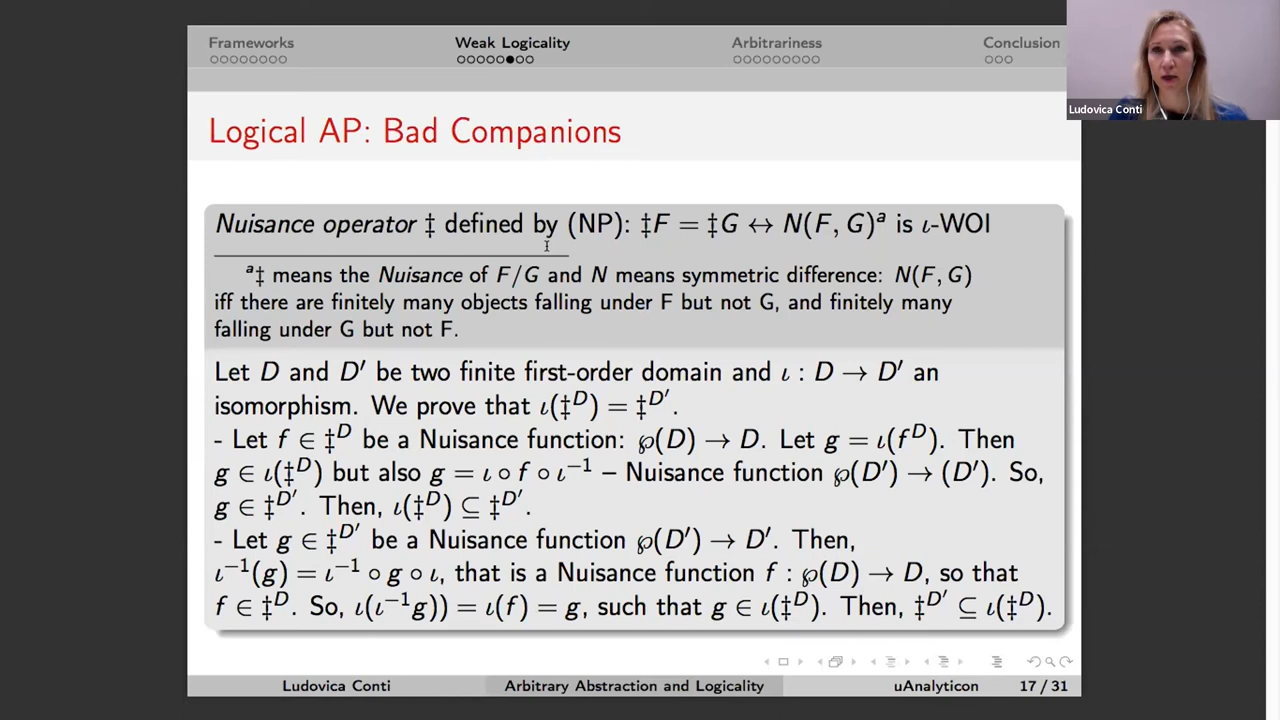 Frameworks Weak Logicality Arbitrariness Conclusion
Ludovica Conti
Logical AP: Bad Companions
Nuisance operator ‡ defined by (NP): ‡F = ‡G ↔ N(F, G)ᵃ is ι-WOI
ᵃ‡ means the Nuisance of F/G and N means symmetric difference: N(F, G)
iff there are finitely many objects falling under F but not G, and finitely many
falling under G but not F.
Let D and D′ be two finite first-order domain and ι : D → D′ an
isomorphism. We prove that ι(‡ᴰ) = ‡ᴰ′.
- Let f ∈ ‡ᴰ be a Nuisance function: ℘(D) → D. Let g = ι(fᴰ). Then
g ∈ ι(‡ᴰ) but also g = ι ∘ f ∘ ι⁻¹ – Nuisance function ℘(D′) → (D′). So,
g ∈ ‡ᴰ′. Then, ι(‡ᴰ) ⊆ ‡ᴰ′.
- Let g ∈ ‡ᴰ′ be a Nuisance function ℘(D′) → D′. Then,
ι⁻¹(g) = ι⁻¹ ∘ g ∘ ι, that is a Nuisance function f : ℘(D) → D, so that
f ∈ ‡ᴰ. So, ι(ι⁻¹g)) = ι(f) = g, such that g ∈ ι(‡ᴰ). Then, ‡ᴰ′ ⊆ ι(‡ᴰ).
Ludovica Conti Arbitrary Abstraction and Logicality uAnalyticon 17 / 31